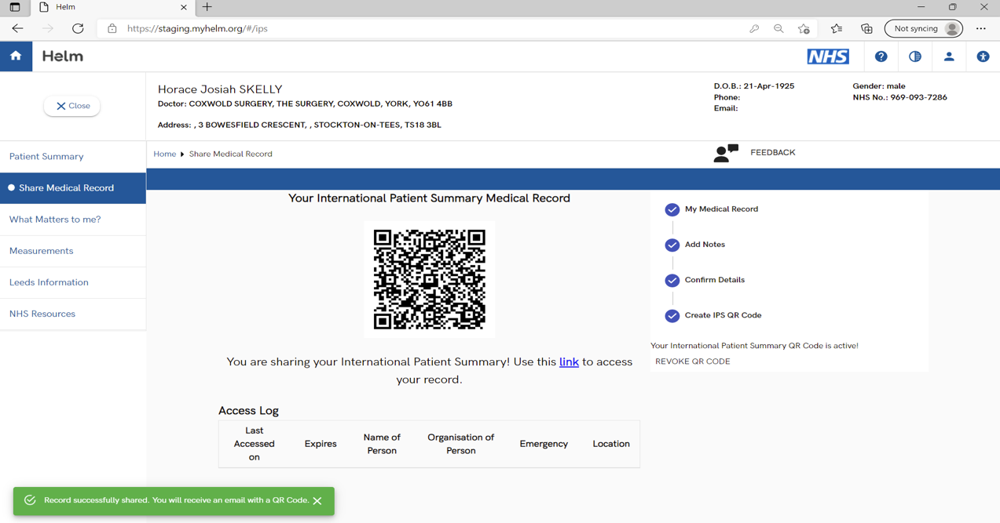 Helm
https://staging.myhelm.org/#/ips
Not syncing
Helm
NHS
Close
Horace Josiah SKELLY
Doctor: COXWOLD SURGERY, THE SURGERY, COXWOLD, YORK, YO61 4BB
Address: , 3 BOWESFIELD CRESCENT, , STOCKTON-ON-TEES, TS18 3BL
D.O.B.: 21-Apr-1925
Phone:
Email:
Gender: male
NHS No.: 969-093-7286
Patient Summary
Share Medical Record
What Matters to me?
Measurements
Leeds Information
NHS Resources
Home Share Medical Record
FEEDBACK
Your International Patient Summary Medical Record
You are sharing your International Patient Summary! Use this link to access
your record.
Access Log
Last
Accessed
on
Expires
Name of
Person
Organisation of
Person
Emergency
Location
My Medical Record
Add Notes
Confirm Details
Create IPS QR Code
Your International Patient Summary QR Code is active!
REVOKE QR CODE
Record successfully shared. You will receive an email with a QR Code.